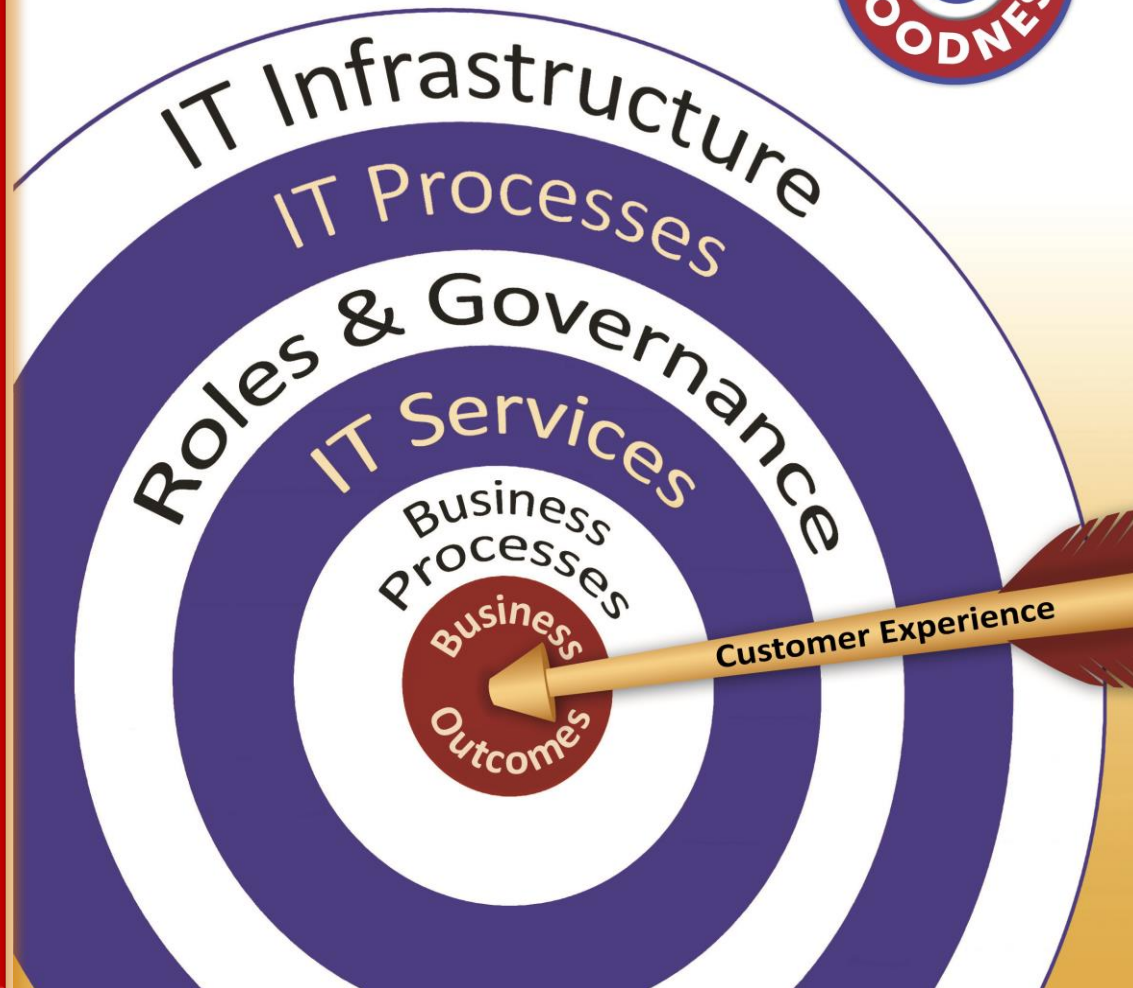 IT Infrastructure
IT Processes
Roles & Governance
IT Services
Business
Processes
Business
Outcomes
Customer Experience